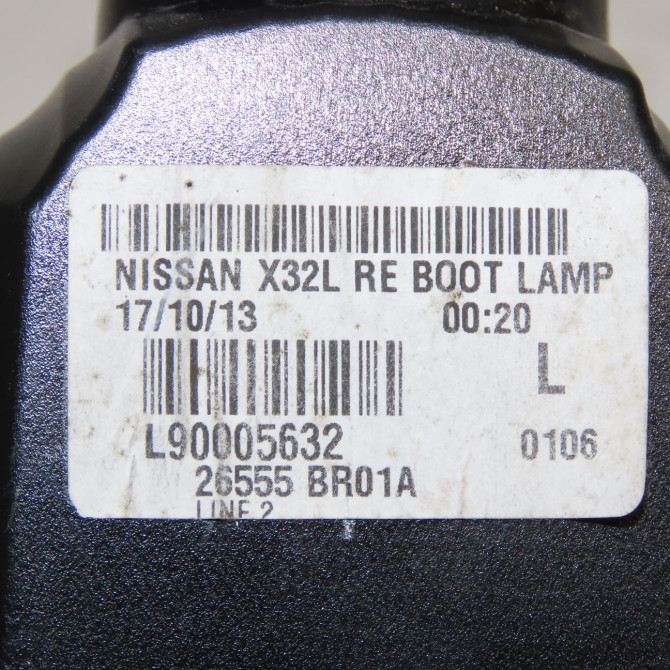 NISSAN X32L RE BOOT LAMP
17/10/13 00:20
L
L90005632 0106
26555 BR01A
LINE 2